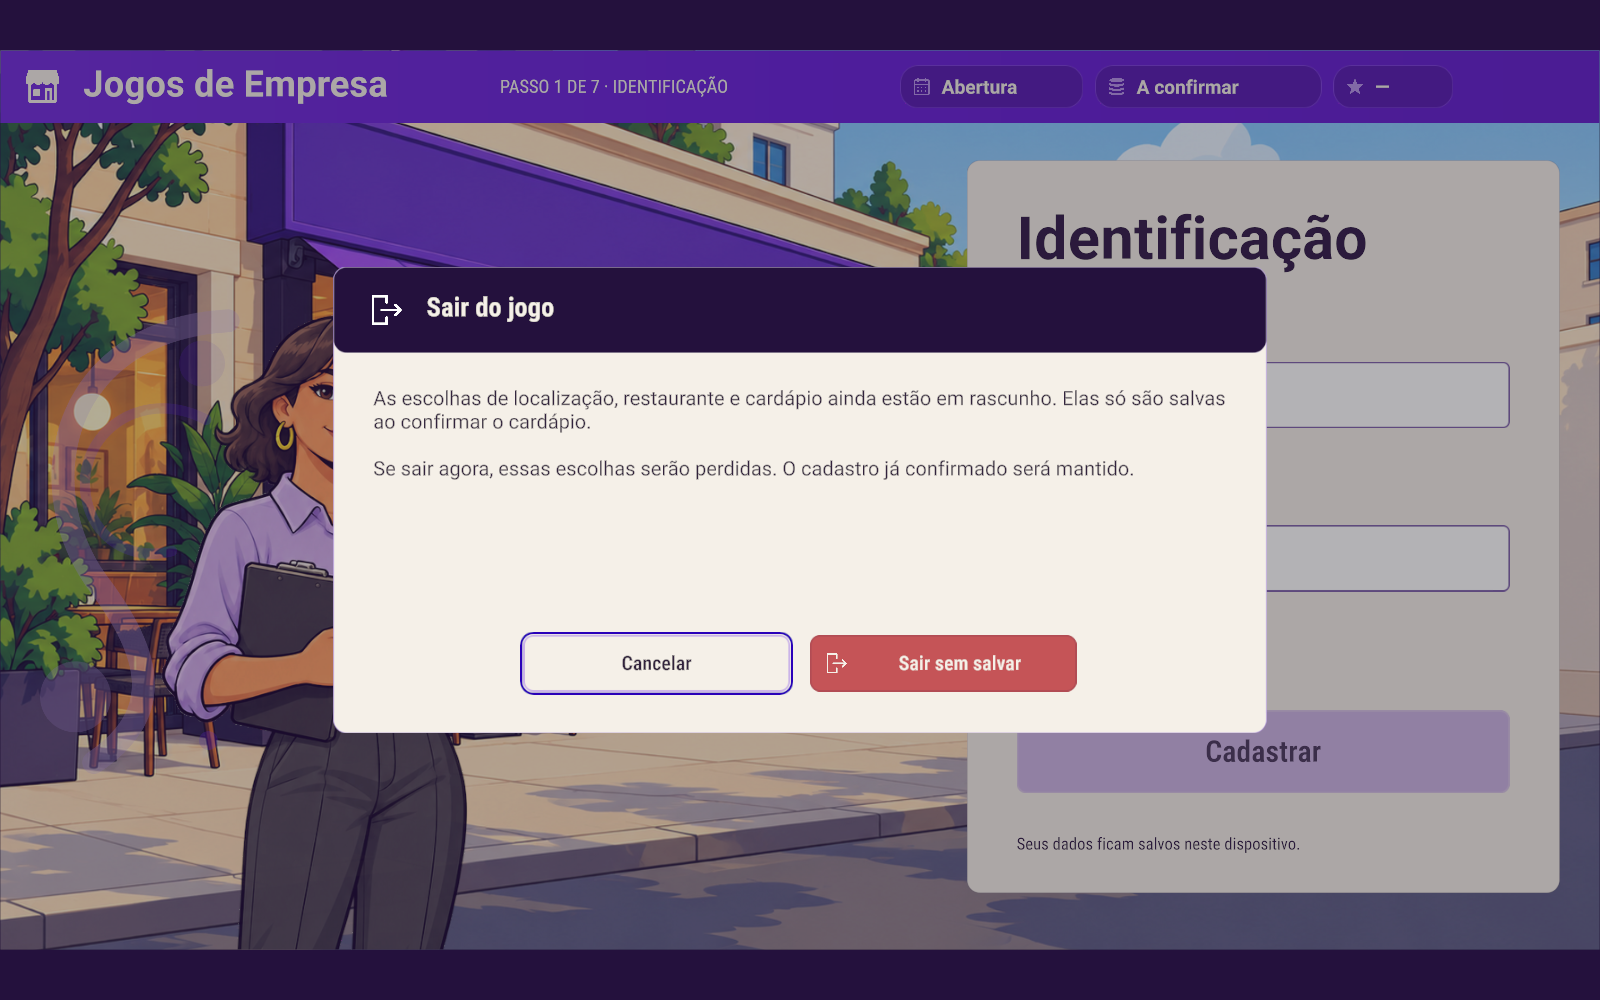 Jogos de Empresa
PASSO 1 DE 7 · IDENTIFICAÇÃO
Abertura
A confirmar
–
Identificação
Sair do jogo
As escolhas de localização, restaurante e cardápio ainda estão em rascunho. Elas só são salvas
ao confirmar o cardápio.
Se sair agora, essas escolhas serão perdidas. O cadastro já confirmado será mantido.
Cancelar
Sair sem salvar
Cadastrar
Seus dados ficam salvos neste dispositivo.